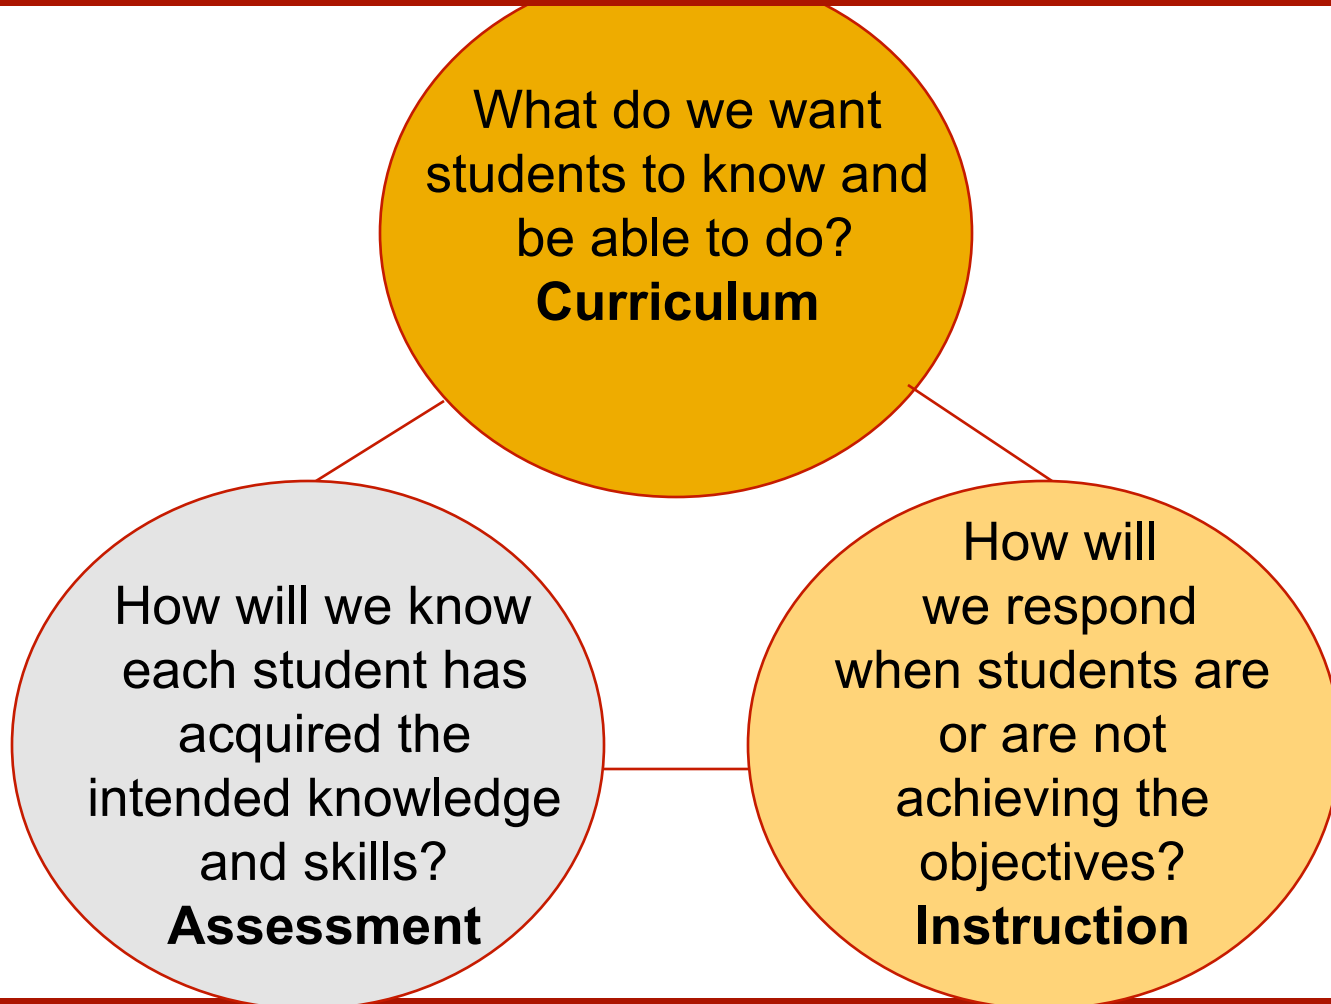 What do we want
students to know and
be able to do?
Curriculum
How will we know
each student has
acquired the
intended knowledge
and skills?
Assessment
How will
we respond
when students are
or are not
achieving the
objectives?
Instruction